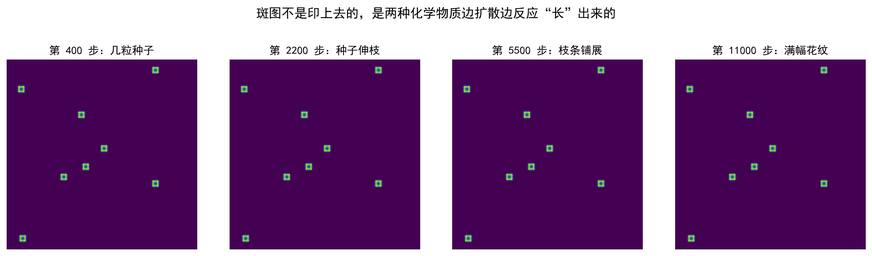 斑图不是印上去的，是两种化学物质边扩散边反应“长”出来的
第 400 步：几粒种子
第 2200 步：种子伸枝
第 5500 步：枝条铺展
第 11000 步：满幅花纹